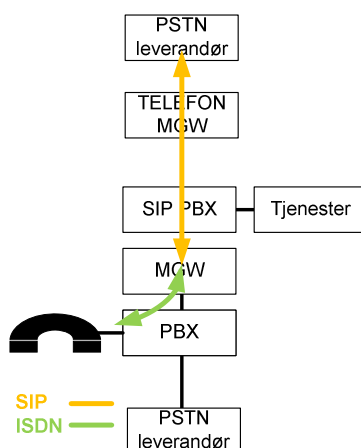 PSTN
leverandør
TELEFON
MGW
SIP PBX
Tjenester
MGW
PBX
SIP
ISDN
PSTN
leverandør